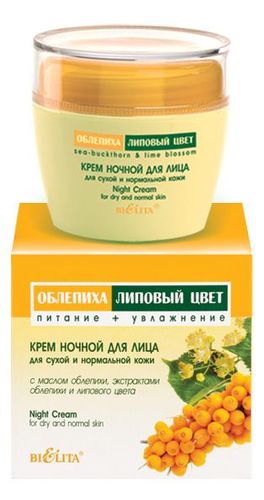 ОБЛЕПИХА ЛИПОВЫЙ ЦВЕТ
sea-buckthorn & lime blossom
КРЕМ НОЧНОЙ ДЛЯ ЛИЦА
для сухой и нормальной кожи
Night Cream
for dry and normal skin
BIELITA
ОБЛЕПИХА ЛИПОВЫЙ ЦВЕТ
питание + увлажнение
КРЕМ НОЧНОЙ ДЛЯ ЛИЦА
для сухой и нормальной кожи
с маслом облепихи, экстрактами
облепихи и липового цвета
Night Cream
for dry and normal skin
BIELITA